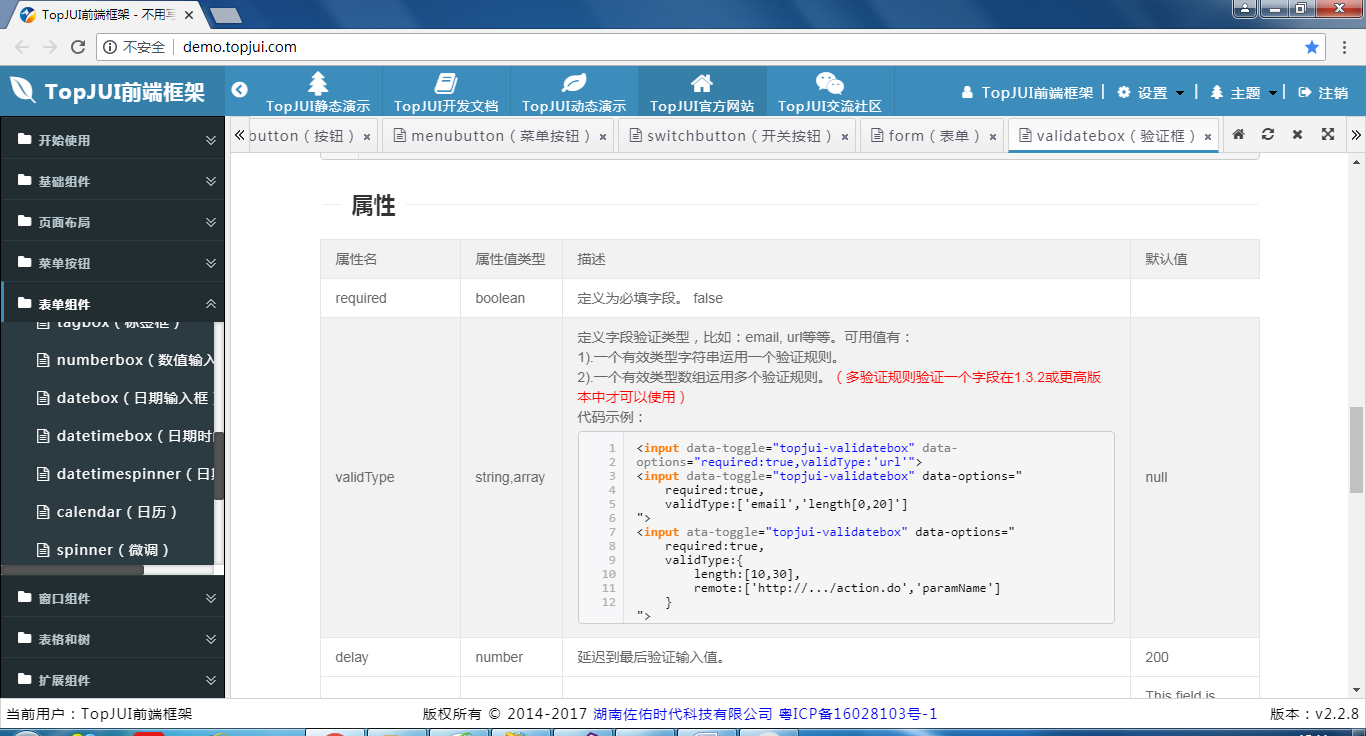 TopJUI前端框架 - 不用写
不安全 demo.topjui.com
TopJUI前端框架
TopJUI静态演示 TopJUI开发文档 TopJUI动态演示 TopJUI官方网站 TopJUI交流社区
TopJUI前端框架 设置 主题 注销
button（按钮） menubutton（菜单按钮） switchbutton（开关按钮） form（表单） validatebox（验证框）
开始使用
基础组件
页面布局
菜单按钮
表单组件
tagbox（标签框）
numberbox（数值输入
datebox（日期输入框
datetimebox（日期时
datetimespinner（日
calendar（日历）
spinner（微调）
窗口组件
表格和树
扩展组件
属性
属性名 属性值类型 描述 默认值
required boolean 定义为必填字段。 false
validType string,array null
定义字段验证类型，比如：email, url等等。可用值有：
1).一个有效类型字符串运用一个验证规则。
2).一个有效类型数组运用多个验证规则。（多验证规则验证一个字段在1.3.2或更高版
本中才可以使用）
代码示例：
1 <input data-toggle="topjui-validatebox" data-
2 options="required:true,validType:'url'">
3 <input data-toggle="topjui-validatebox" data-options="
4 required:true,
5 validType:['email','length[0,20]']
6 ">
7 <input ata-toggle="topjui-validatebox" data-options="
8 required:true,
9 validType:{
10 length:[10,30],
11 remote:['http://.../action.do','paramName']
12 }
">
delay number 延迟到最后验证输入值。 200
This field is
当前用户：TopJUI前端框架 版权所有 © 2014-2017 湖南佐佑时代科技有限公司 粤ICP备16028103号-1 版本：v2.2.8